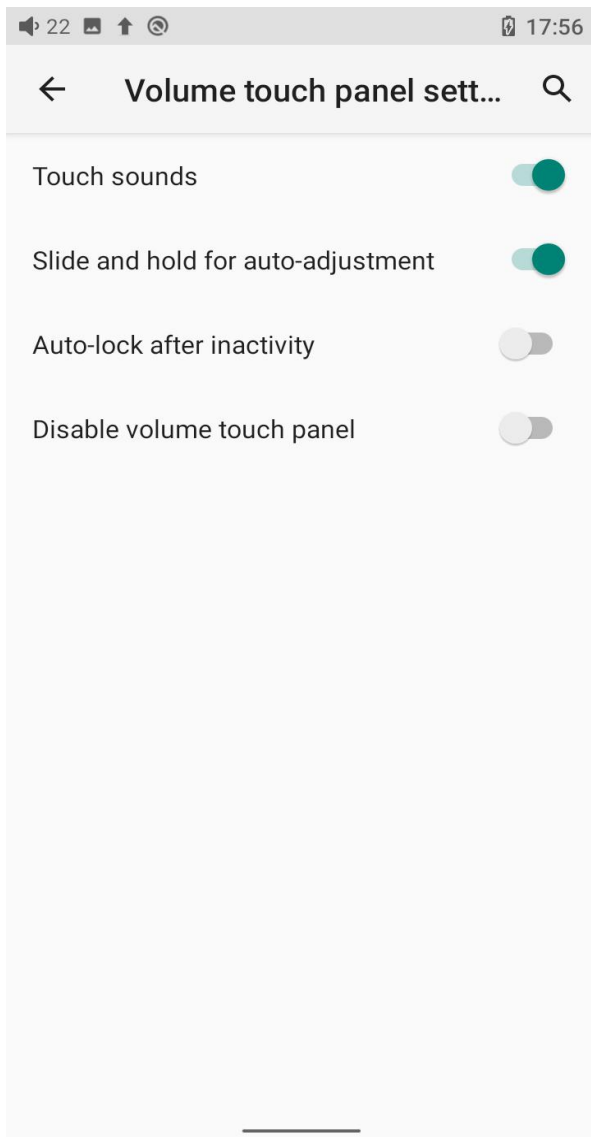 22
17:56
Volume touch panel sett...
Touch sounds
Slide and hold for auto-adjustment
Auto-lock after inactivity
Disable volume touch panel